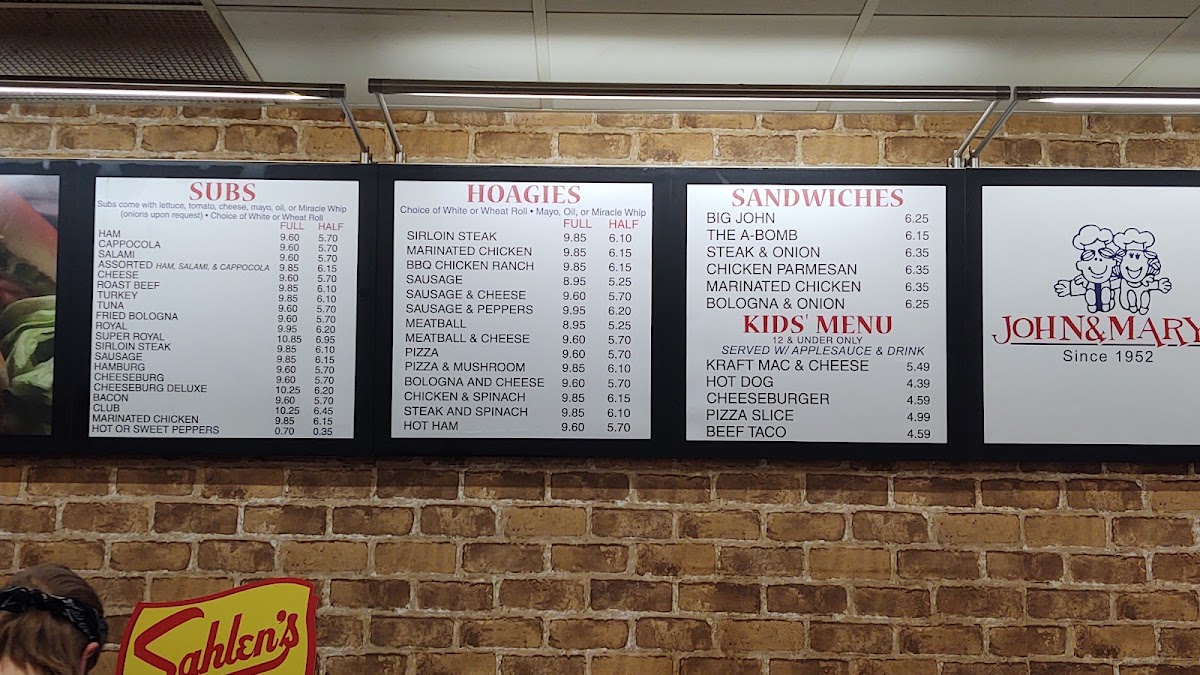 SUBS
Subs come with lettuce, tomato, cheese, mayo, oil, or Miracle Whip
(onions upon request) • Choice of White or Wheat Roll
FULL HALF
HAM 9.60 5.70
CAPPOCOLA 9.60 5.70
SALAMI 9.60 5.70
ASSORTED HAM, SALAMI, & CAPPOCOLA 9.85 6.15
CHEESE 9.60 5.70
ROAST BEEF 9.85 6.10
TURKEY 9.85 6.10
TUNA 9.60 5.70
FRIED BOLOGNA 9.60 5.70
ROYAL 9.95 6.20
SUPER ROYAL 10.85 6.95
SIRLOIN STEAK 9.85 6.10
SAUSAGE 9.85 6.15
HAMBURG 9.60 5.70
CHEESEBURG 9.60 5.70
CHEESEBURG DELUXE 10.25 6.20
BACON 9.60 5.70
CLUB 10.25 6.45
MARINATED CHICKEN 9.85 6.15
HOT OR SWEET PEPPERS 0.70 0.35
HOAGIES
Choice of White or Wheat Roll • Mayo, Oil, or Miracle Whip
FULL HALF
SIRLOIN STEAK 9.85 6.10
MARINATED CHICKEN 9.85 6.15
BBQ CHICKEN RANCH 9.85 6.15
SAUSAGE 8.95 5.25
SAUSAGE & CHEESE 9.60 5.70
SAUSAGE & PEPPERS 9.95 6.20
MEATBALL 8.95 5.25
MEATBALL & CHEESE 9.60 5.70
PIZZA 9.60 5.70
PIZZA & MUSHROOM 9.85 6.10
BOLOGNA AND CHEESE 9.60 5.70
CHICKEN & SPINACH 9.85 6.15
STEAK AND SPINACH 9.85 6.10
HOT HAM 9.60 5.70
SANDWICHES
BIG JOHN 6.25
THE A-BOMB 6.15
STEAK & ONION 6.35
CHICKEN PARMESAN 6.35
MARINATED CHICKEN 6.35
BOLOGNA & ONION 6.25
KIDS' MENU
12 & UNDER ONLY
SERVED W/ APPLESAUCE & DRINK
KRAFT MAC & CHEESE 5.49
HOT DOG 4.39
CHEESEBURGER 4.59
PIZZA SLICE 4.99
BEEF TACO 4.59
JOHN&MARY
Since 1952
Sahlen's